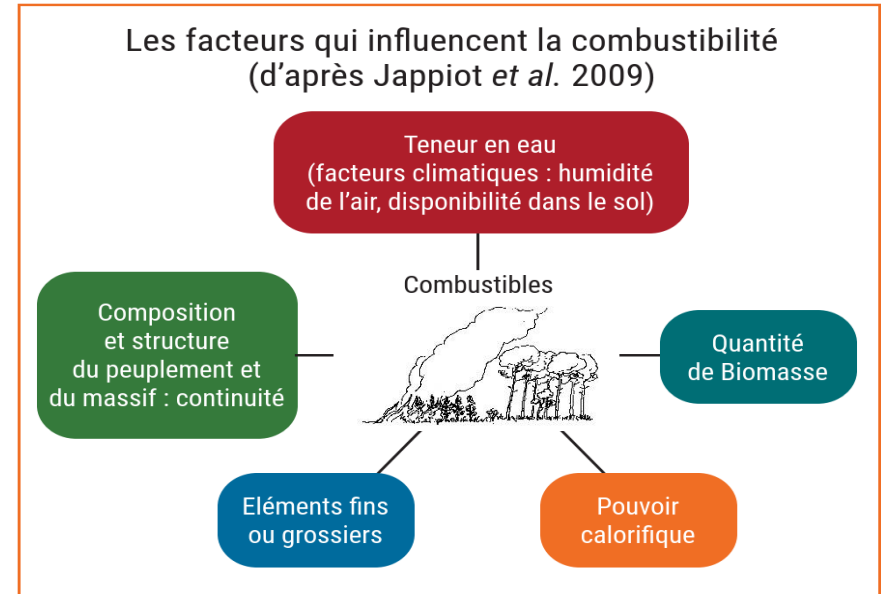 Les facteurs qui influencent la combustibilité
(d'après Jappiot et al. 2009)
Teneur en eau
(facteurs climatiques : humidité
de l'air, disponibilité dans le sol)
Combustibles
Composition
et structure
du peuplement et
du massif : continuité
Quantité
de Biomasse
Eléments fins
ou grossiers
Pouvoir
calorifique